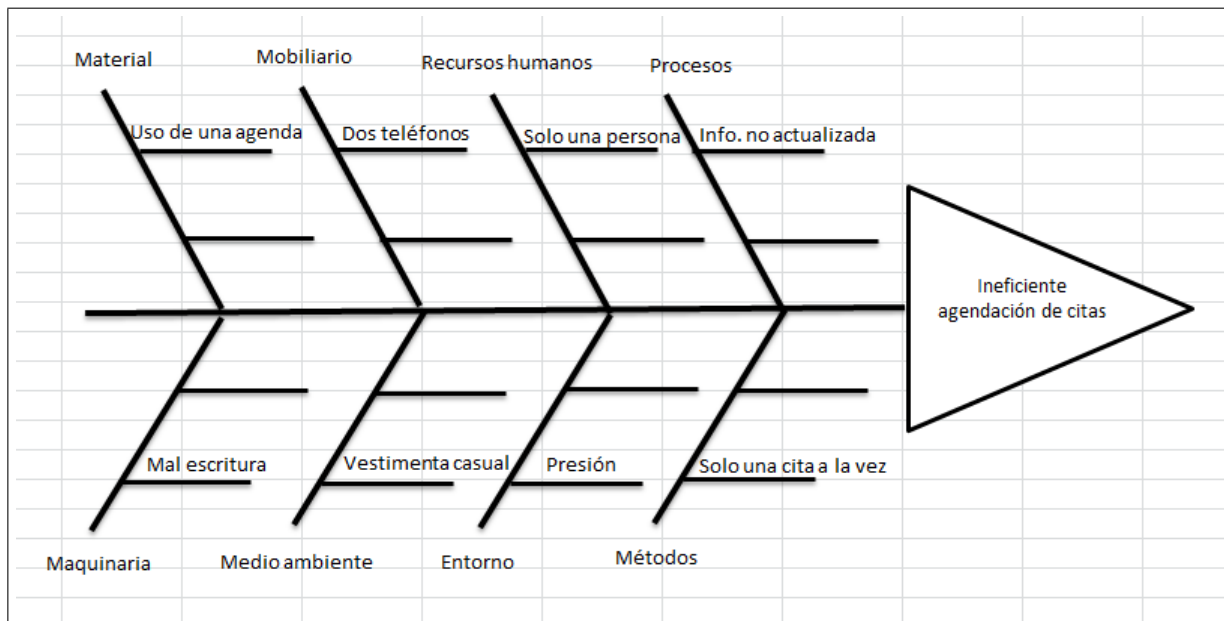 Material
Mobiliario
Recursos humanos
Procesos
Uso de una agenda
Dos teléfonos
Solo una persona
Info. no actualizada
Ineficiente
agendación de citas
Mal escritura
Vestimenta casual
Presión
Solo una cita a la vez
Maquinaria
Medio ambiente
Entorno
Métodos